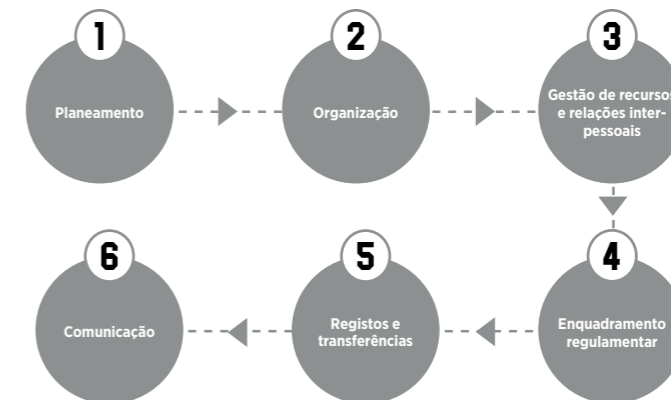 1
Planeamento
2
Organização
3
Gestão de recursos
e relações inter-
pessoais
4
Enquadramento
regulamentar
5
Registos e
transferências
6
Comunicação